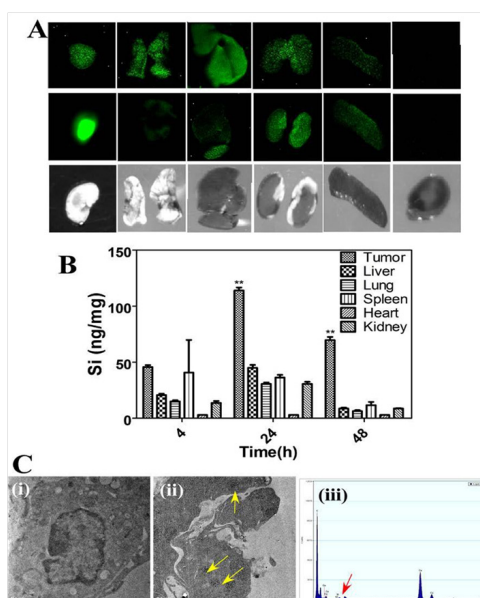 A
B
150
100
50
0
Si (ng/mg)
**
**
Tumor
Liver
Lung
Spleen
Heart
Kidney
4
24
48
Time(h)
C
(i)
(ii)
(iii)